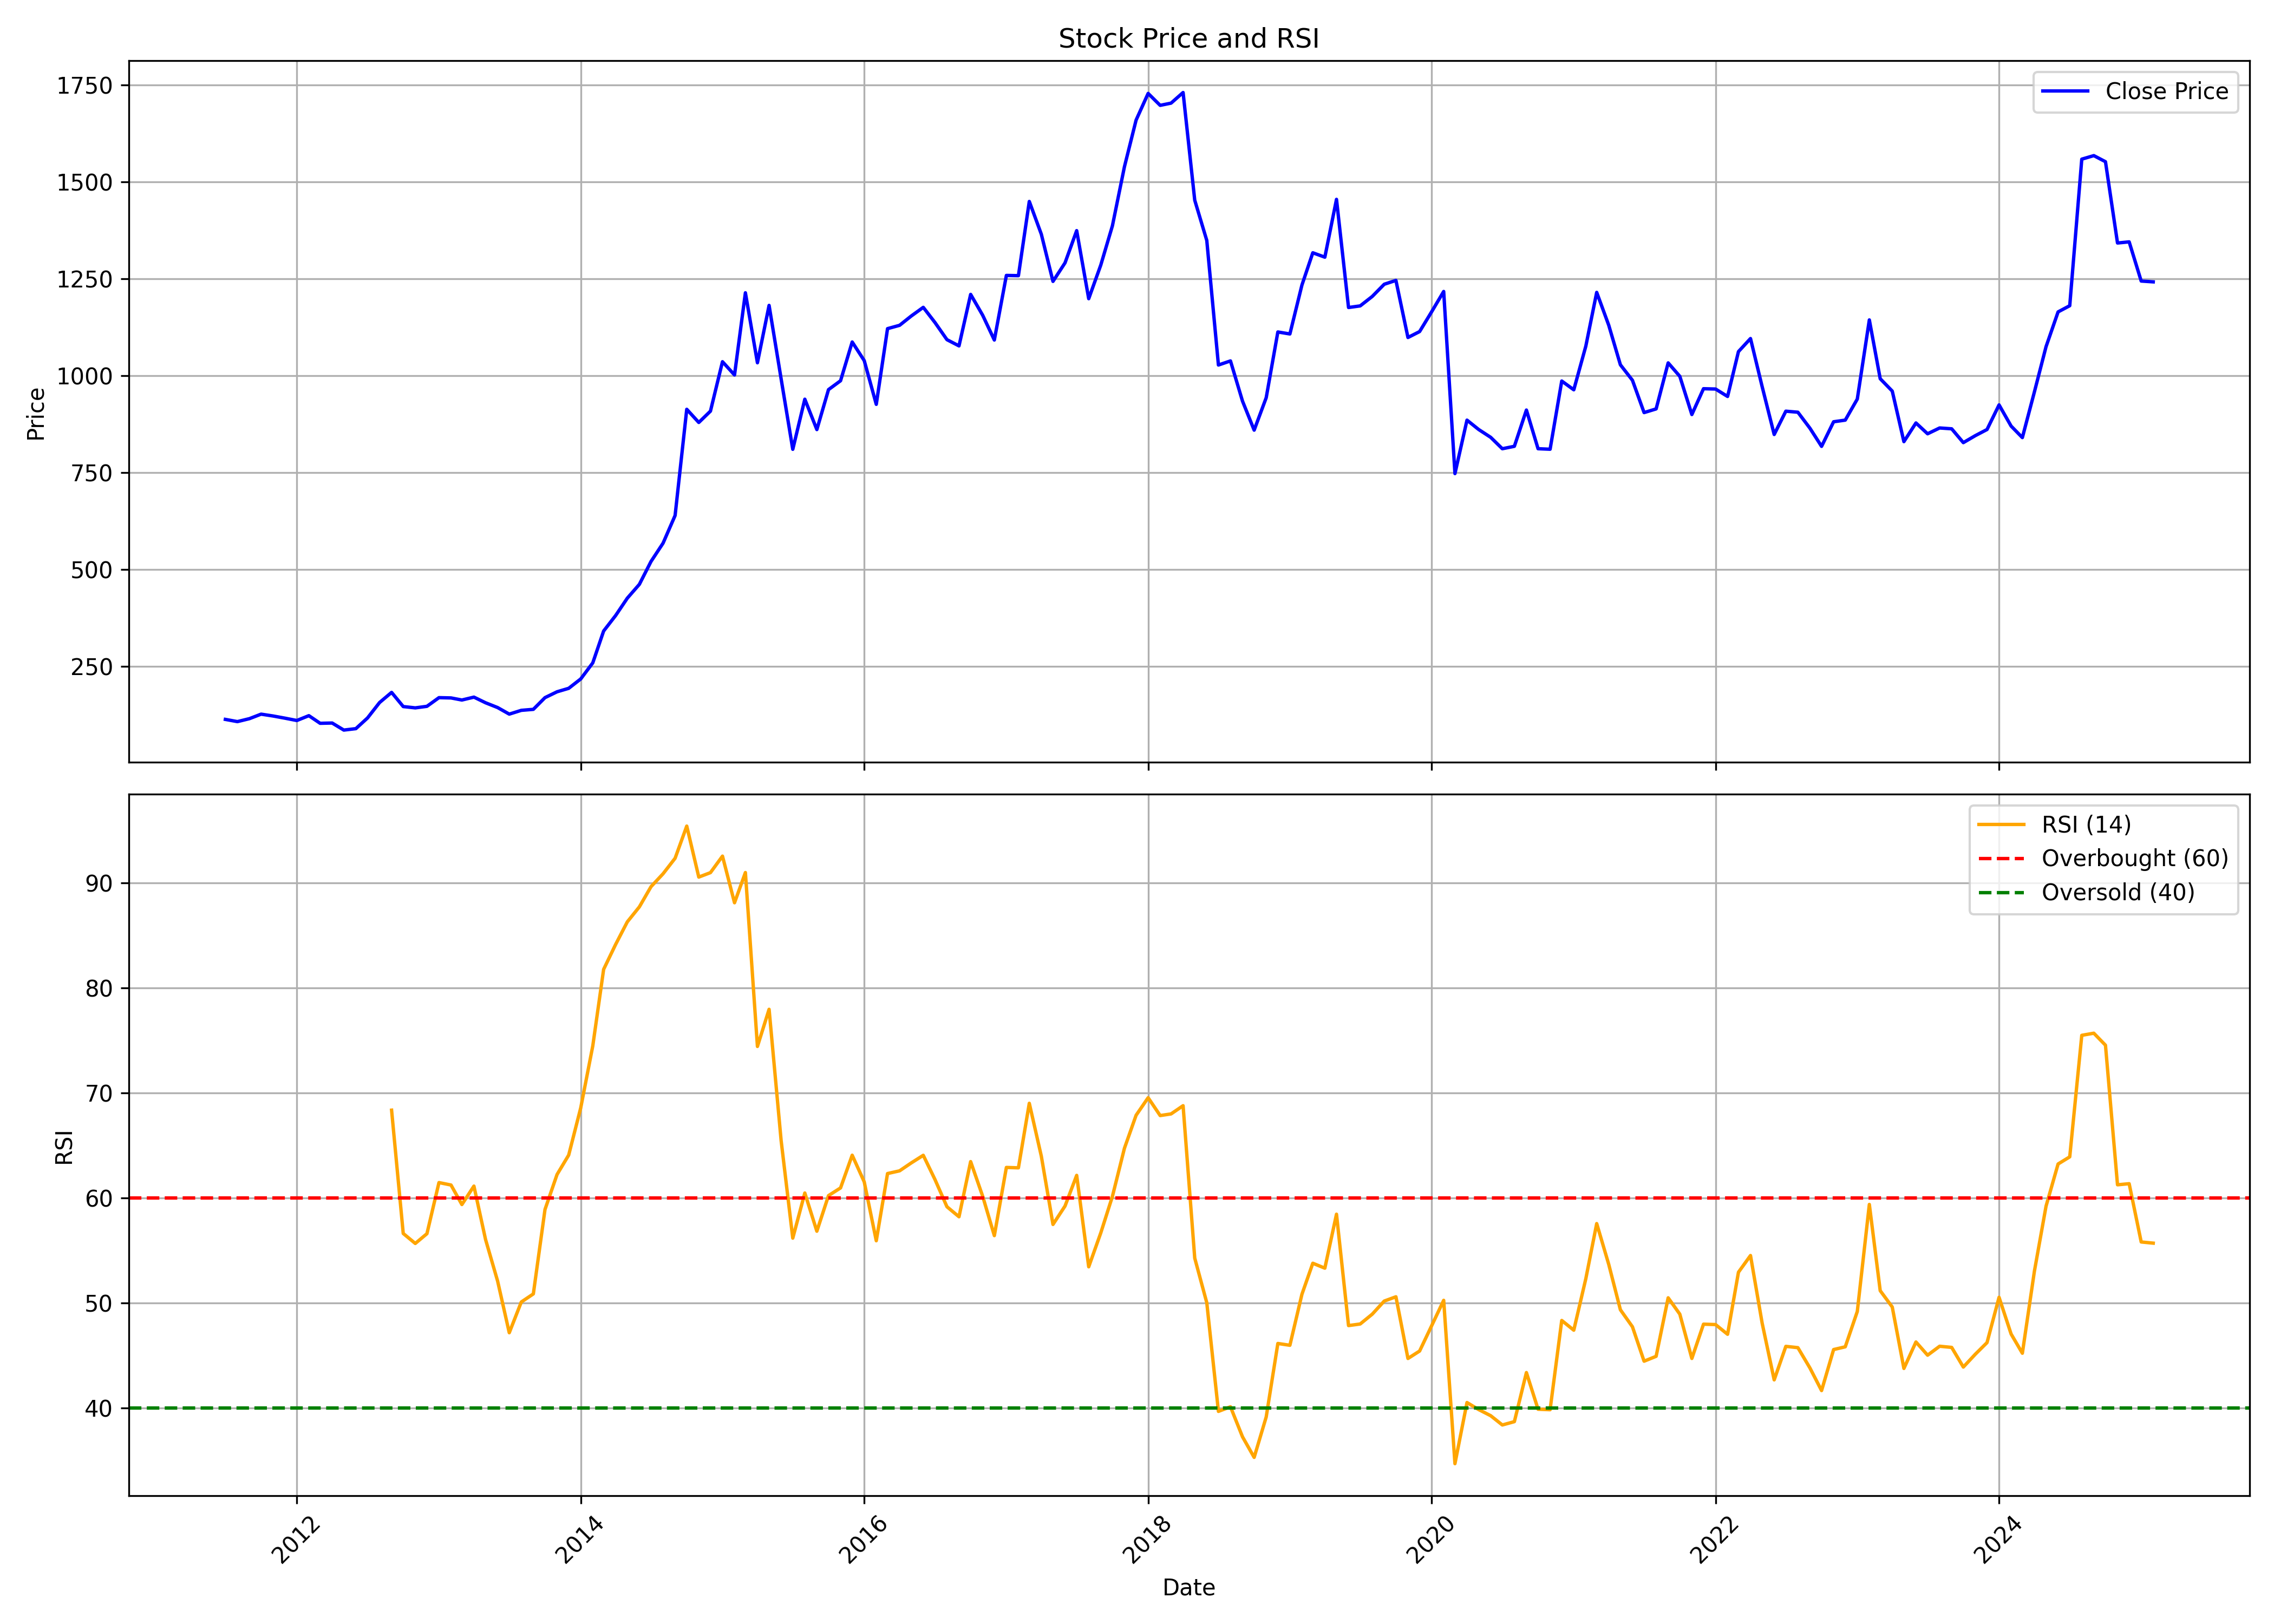 Stock Price and RSI
Close Price
Price
1750
1500
1250
1000
750
500
250
RSI (14)
Overbought (60)
Oversold (40)
RSI
90
80
70
60
50
40
2012
2014
2016
2018
2020
2022
2024
Date